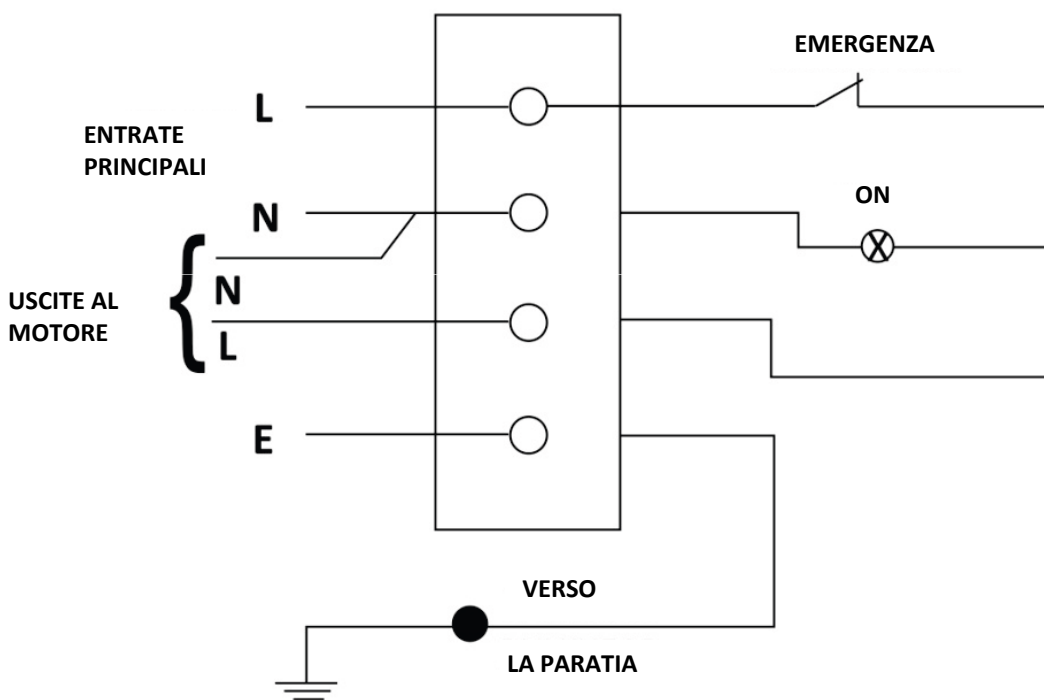 EMERGENZA
L
ENTRATE
PRINCIPALI
ON
N
N
USCITE AL
MOTORE
L
E
VERSO
LA PARATIA